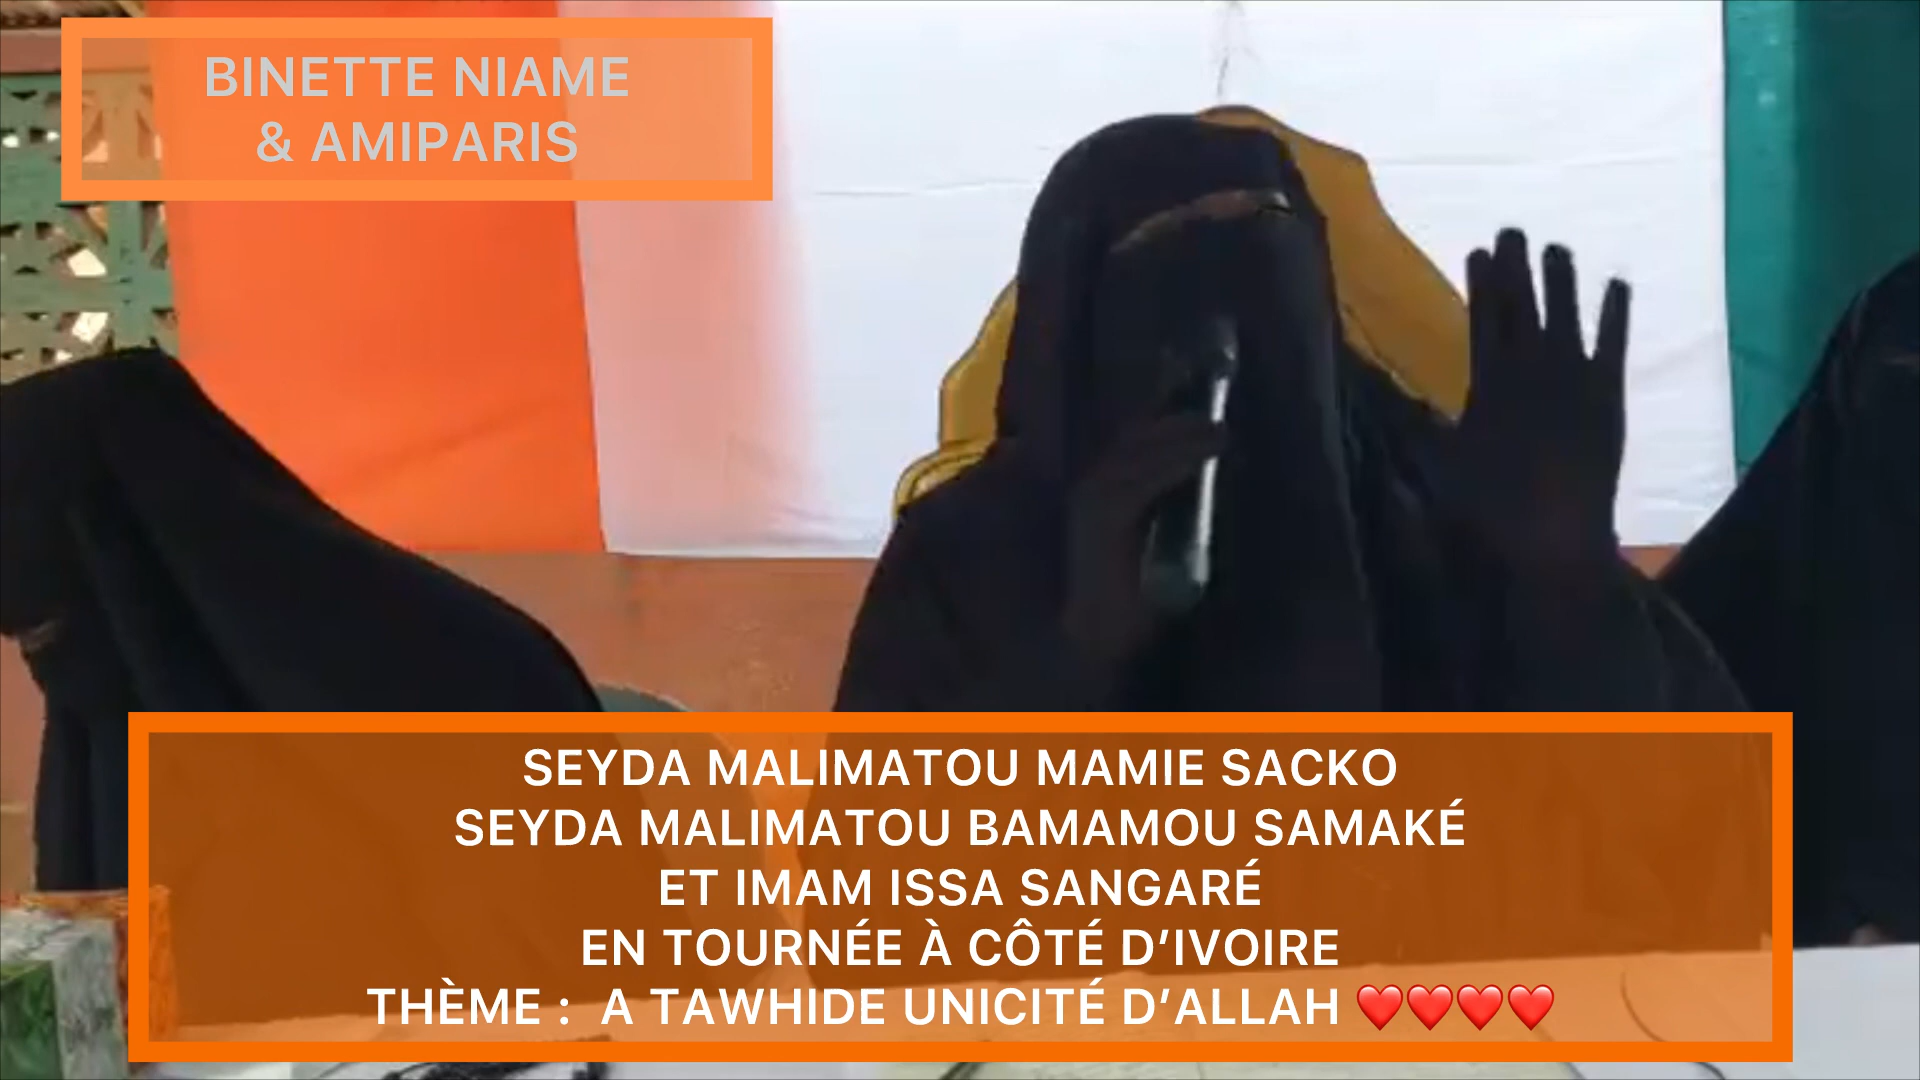 BINETTE NIAME
& AMIPARIS
SEYDA MALIMATOU MAMIE SACKO
SEYDA MALIMATOU BAMAMOU SAMAKÉ
ET IMAM ISSA SANGARÉ
EN TOURNÉE À CÔTÉ D’IVOIRE
THÈME :  A TAWHIDE UNICITÉ D’ALLAH ❤️❤️❤️❤️